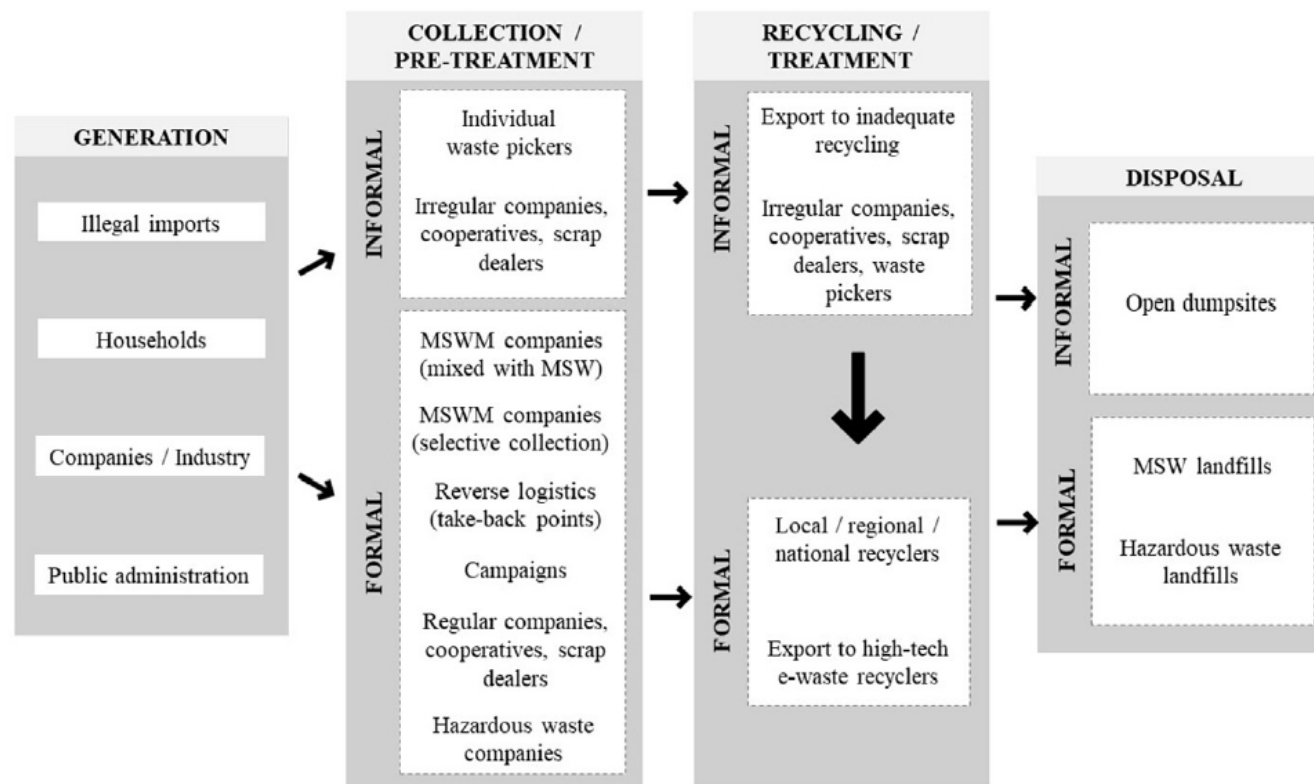 GENERATION
Illegal imports
Households
Companies / Industry
Public administration
COLLECTION /
PRE-TREATMENT
INFORMAL
Individual
waste pickers
Irregular companies,
cooperatives, scrap
dealers
FORMAL
MSWM companies
(mixed with MSW)
MSWM companies
(selective collection)
Reverse logistics
(take-back points)
Campaigns
Regular companies,
cooperatives, scrap
dealers
Hazardous waste
companies
RECYCLING /
TREATMENT
INFORMAL
Export to inadequate
recycling
Irregular companies,
cooperatives, scrap
dealers, waste
pickers
FORMAL
Local / regional /
national recyclers
Export to high-tech
e-waste recyclers
DISPOSAL
INFORMAL
Open dumpsites
FORMAL
MSW landfills
Hazardous waste
landfills